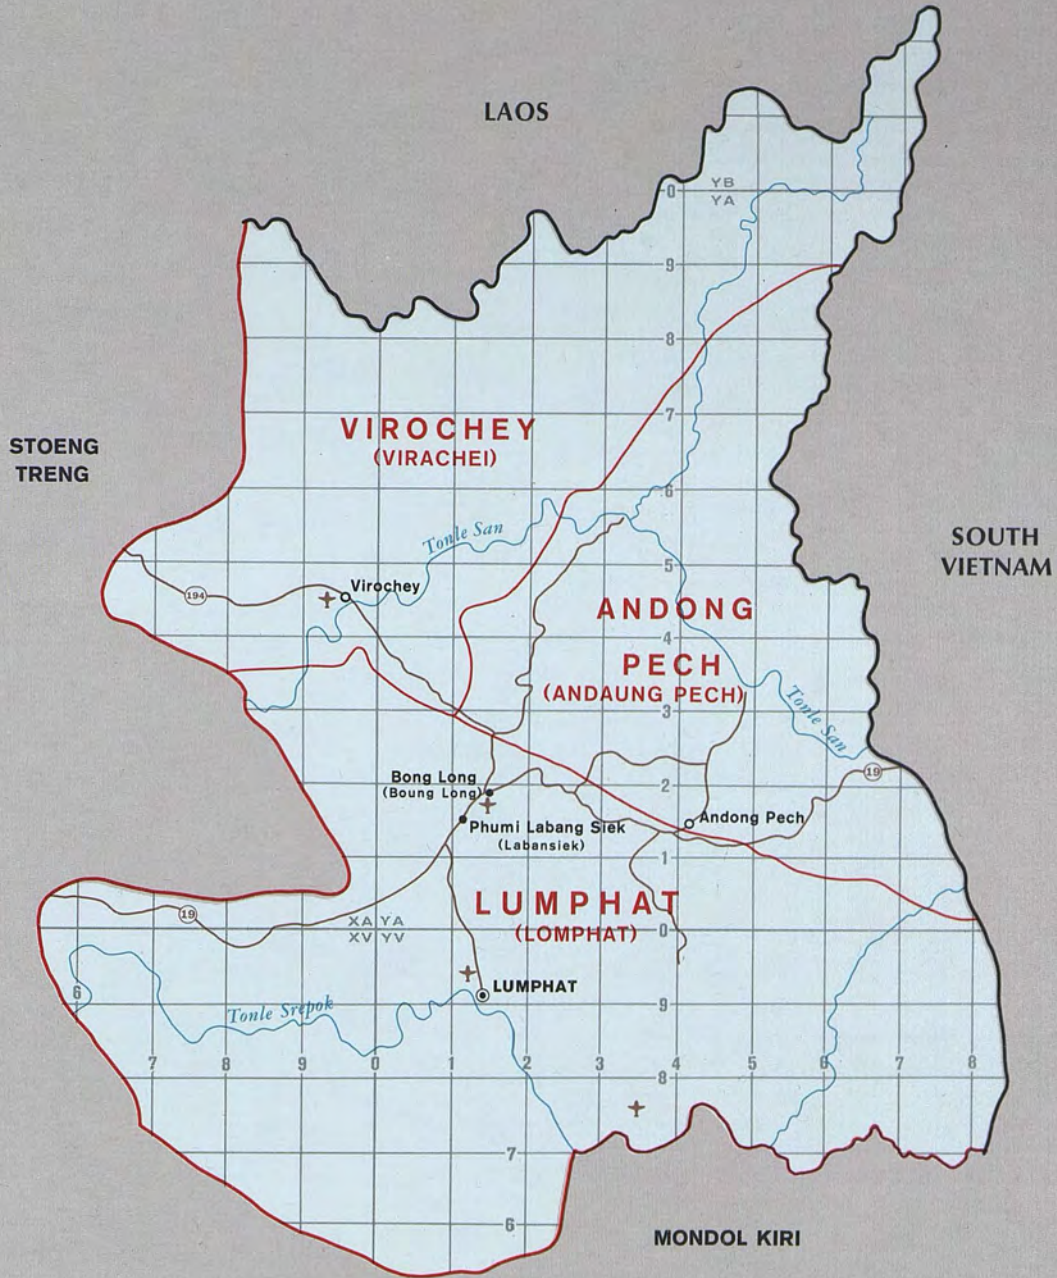 LAOS
YB
YA
0
9
8
7
6
5
4
3
2
1
0
9
8
7
6
STOENG
TRENG
VIROCHEY
(VIRACHEI)
Tonle San
SOUTH
VIETNAM
194
Virochey
ANDONG
PECH
(ANDAUNG PECH)
Tonle San
19
Bong Long
(Boung Long)
Andong Pech
Phumi Labang Siek
(Labansiek)
LUMPHAT
(LOMPHAT)
19
XA YA
XV YV
LUMPHAT
6
Tonle Srepok
7 8 9 0 1 2 3 4 5 6 7 8
MONDOL KIRI